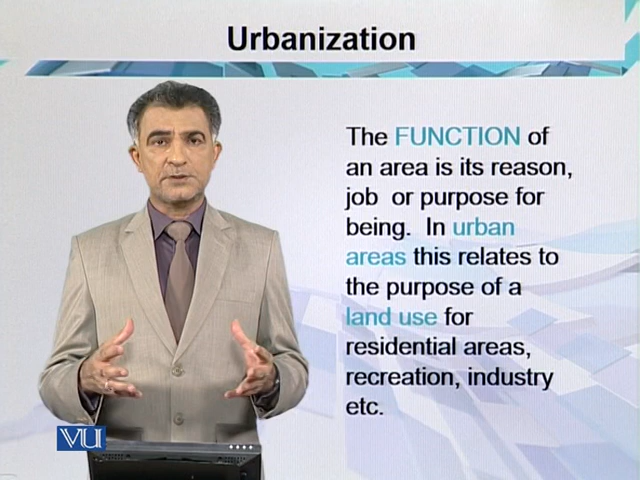 Urbanization
The FUNCTION of
an area is its reason,
job or purpose for
being. In urban
areas this relates to
the purpose of a
land use for
residential areas,
recreation, industry
etc.
VU